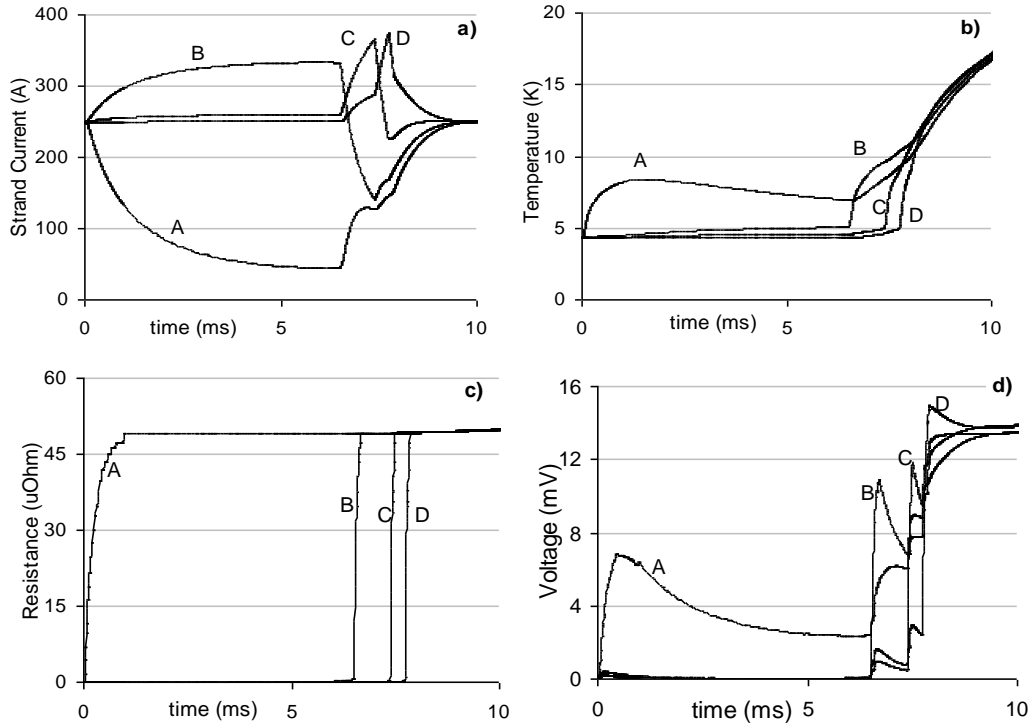 a)
400
300
200
100
0
Strand Current (A)
B
C
D
A
0
5
10
time (ms)
b)
20
15
10
5
0
Temperature (K)
A
B
C
D
0
5
10
time (ms)
c)
60
45
30
15
0
Resistance (uOhm)
A
B
C
D
0
5
10
time (ms)
d)
16
12
8
4
0
Voltage (mV)
A
B
C
D
0
5
10
time (ms)